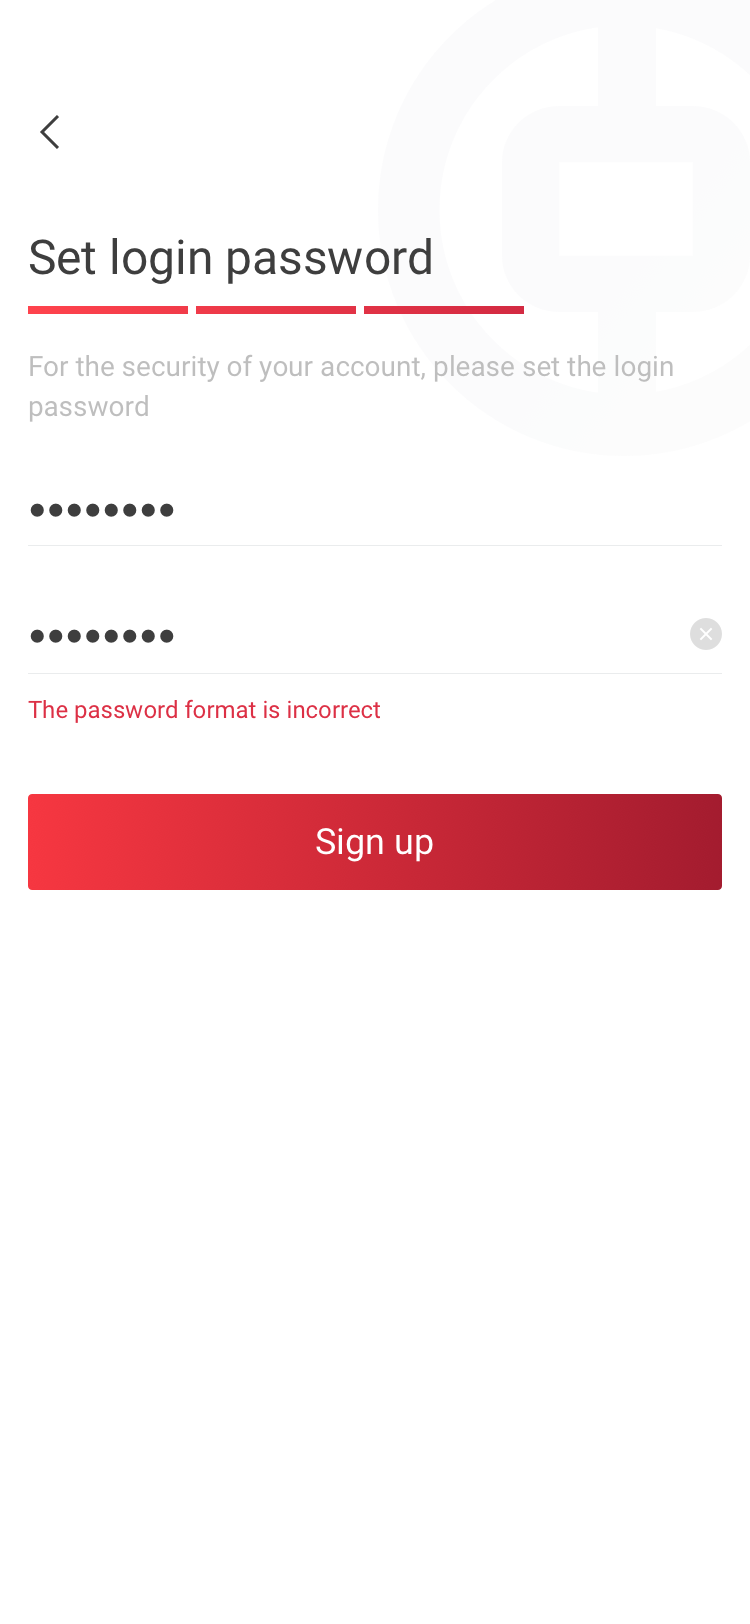 Set login password
For the security of your account, please set the login
password
••••••••
••••••••
The password format is incorrect
Sign up